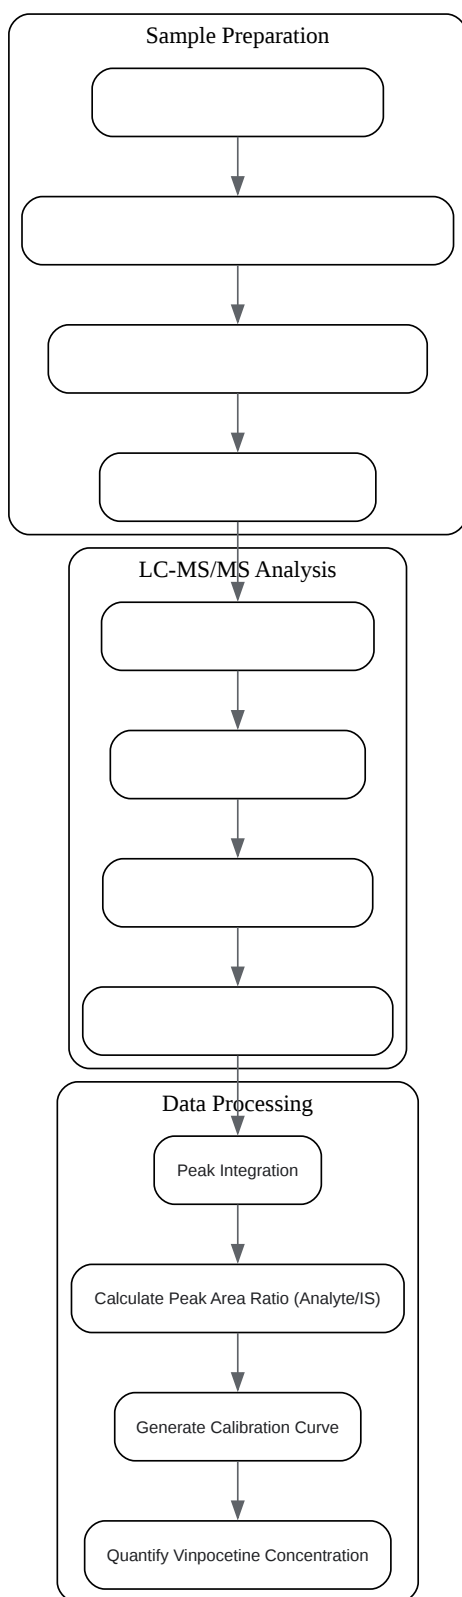 Sample Preparation
LC-MS/MS Analysis
Data Processing
Peak Integration
Calculate Peak Area Ratio (Analyte/IS)
Generate Calibration Curve
Quantify Vinpocetine Concentration